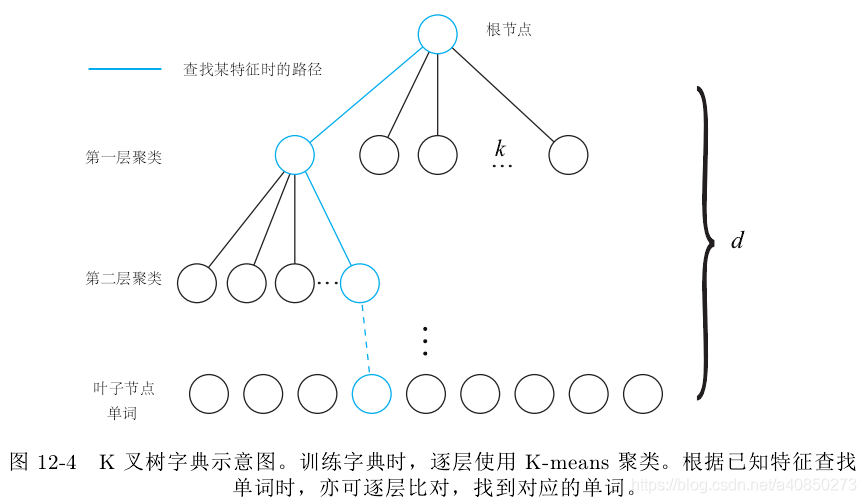 根节点
查找某特征时的路径
第一层聚类
k
...
d
第二层聚类
...
叶子节点
单词
图 12-4 K 叉树字典示意图。训练字典时，逐层使用 K-means 聚类。根据已知特征查找
单词时，亦可逐层比对，找到对应的单词。
https://blog.csdn.net/a40850273